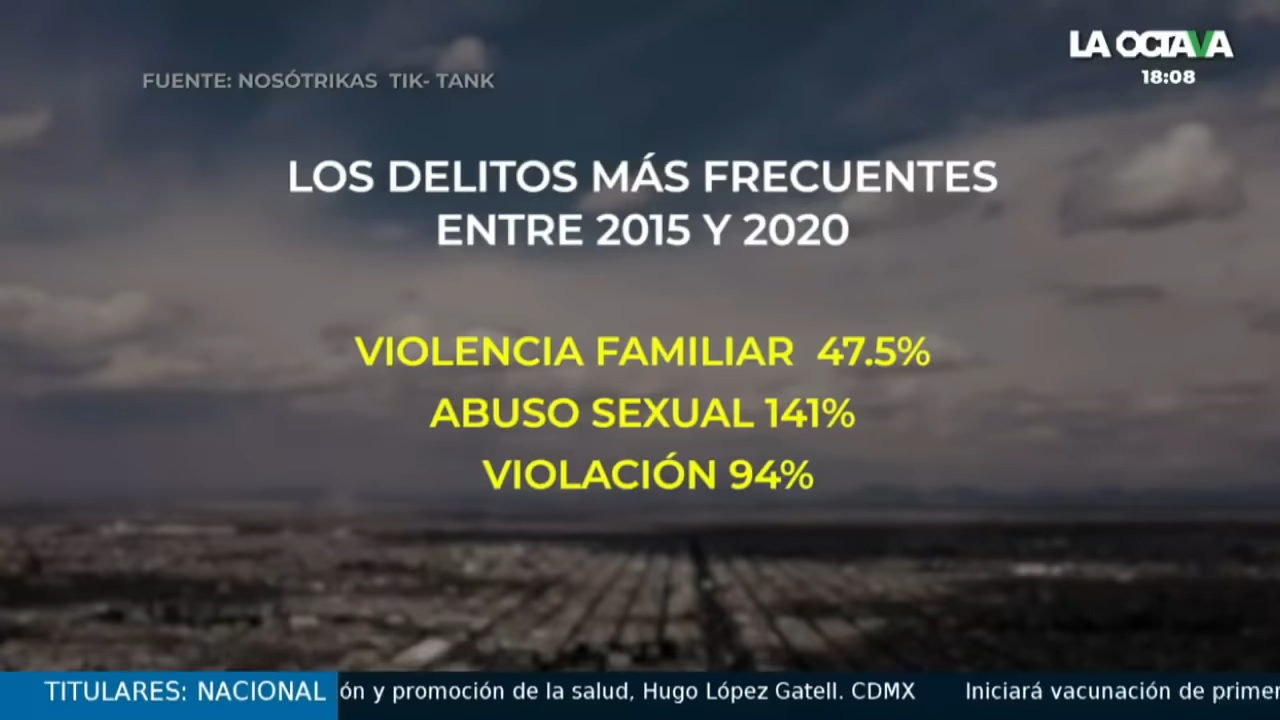 LA OCTAVA
18:08
FUENTE: NOSÓTRIKAS TIK- TANK
LOS DELITOS MÁS FRECUENTES
ENTRE 2015 Y 2020
VIOLENCIA FAMILIAR 47.5%
ABUSO SEXUAL 141%
VIOLACIÓN 94%
TITULARES: NACIONAL ón y promoción de la salud, Hugo López Gatell. CDMX Iniciará vacunación de primer